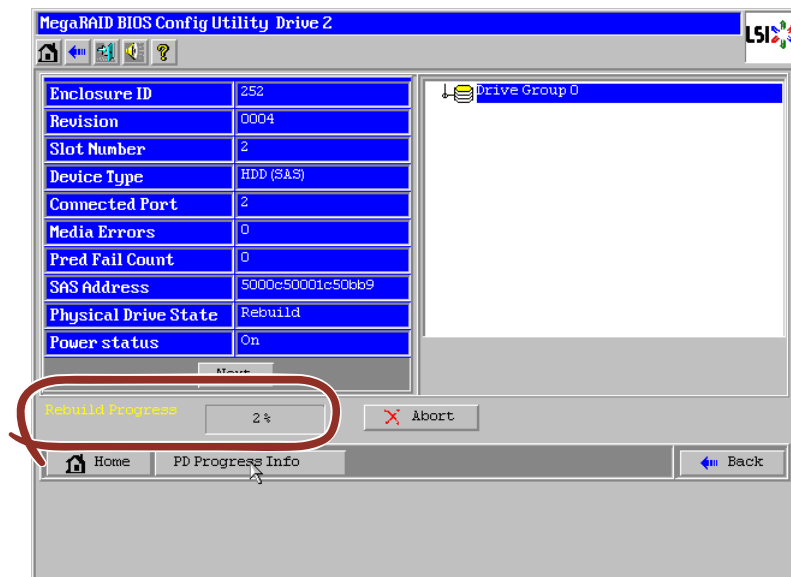 MegaRAID BIOS Config Utility Drive 2
LSI
Enclosure ID 252
Revision 0004
Slot Number 2
Device Type HDD (SAS)
Connected Port 2
Media Errors 0
Pred Fail Count 0
SAS Address 5000c50001c50bb9
Physical Drive State Rebuild
Power status On
Drive Group 0
Next
Rebuild Progress 2%
Abort
Home
PD Progress Info
Back